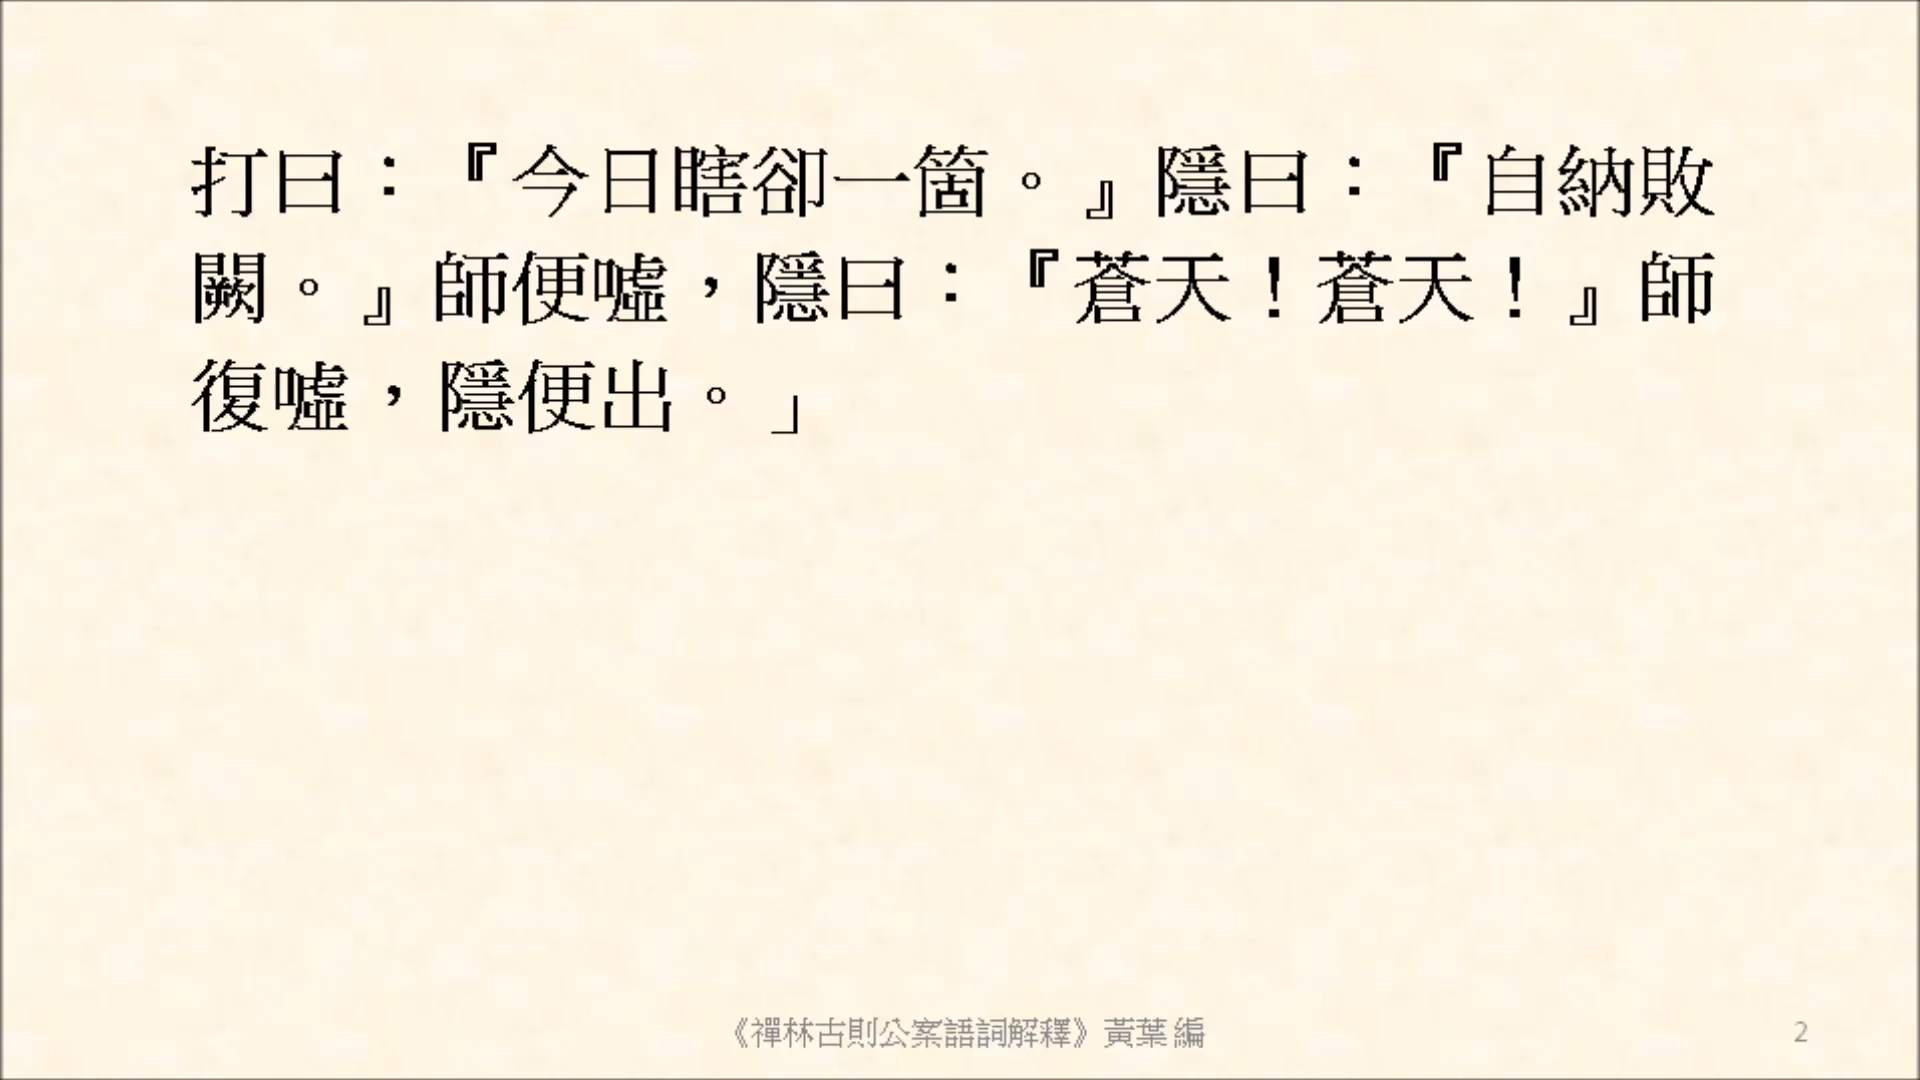 打曰：『今日瞎卻一箇。』隱曰：『自納敗
闕。』師便噓，隱曰：『蒼天！蒼天！』師
復噓，隱便出。」
《禪林古則公案語詞解釋》黃葉 編
2